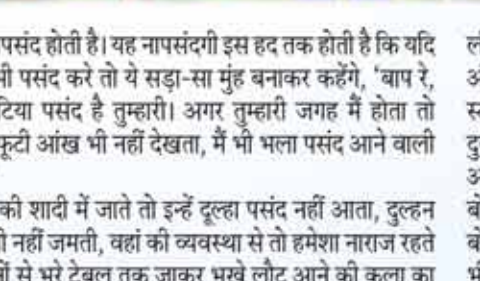 पसंद होती है। यह नापसंदगी इस हद तक होती है कि यदि
पसंद करे तो ये सड़ा-सा मुंह बनाकर कहेंगे, ‘बाप रे,
पसंद है तुम्हारी। अगर तुम्हारी जगह मैं होता तो
फूटी आंख भी नहीं देखता, मैं भी भला पसंद आने वाली
की शादी में जाते तो इन्हें दूल्हा पसंद नहीं आता, दुल्हन
नहीं जमती, वहां की व्यवस्था से तो हमेशा नाराज रहते
से भरे टेबल तक जाकर भूखे लौट आने की कला का